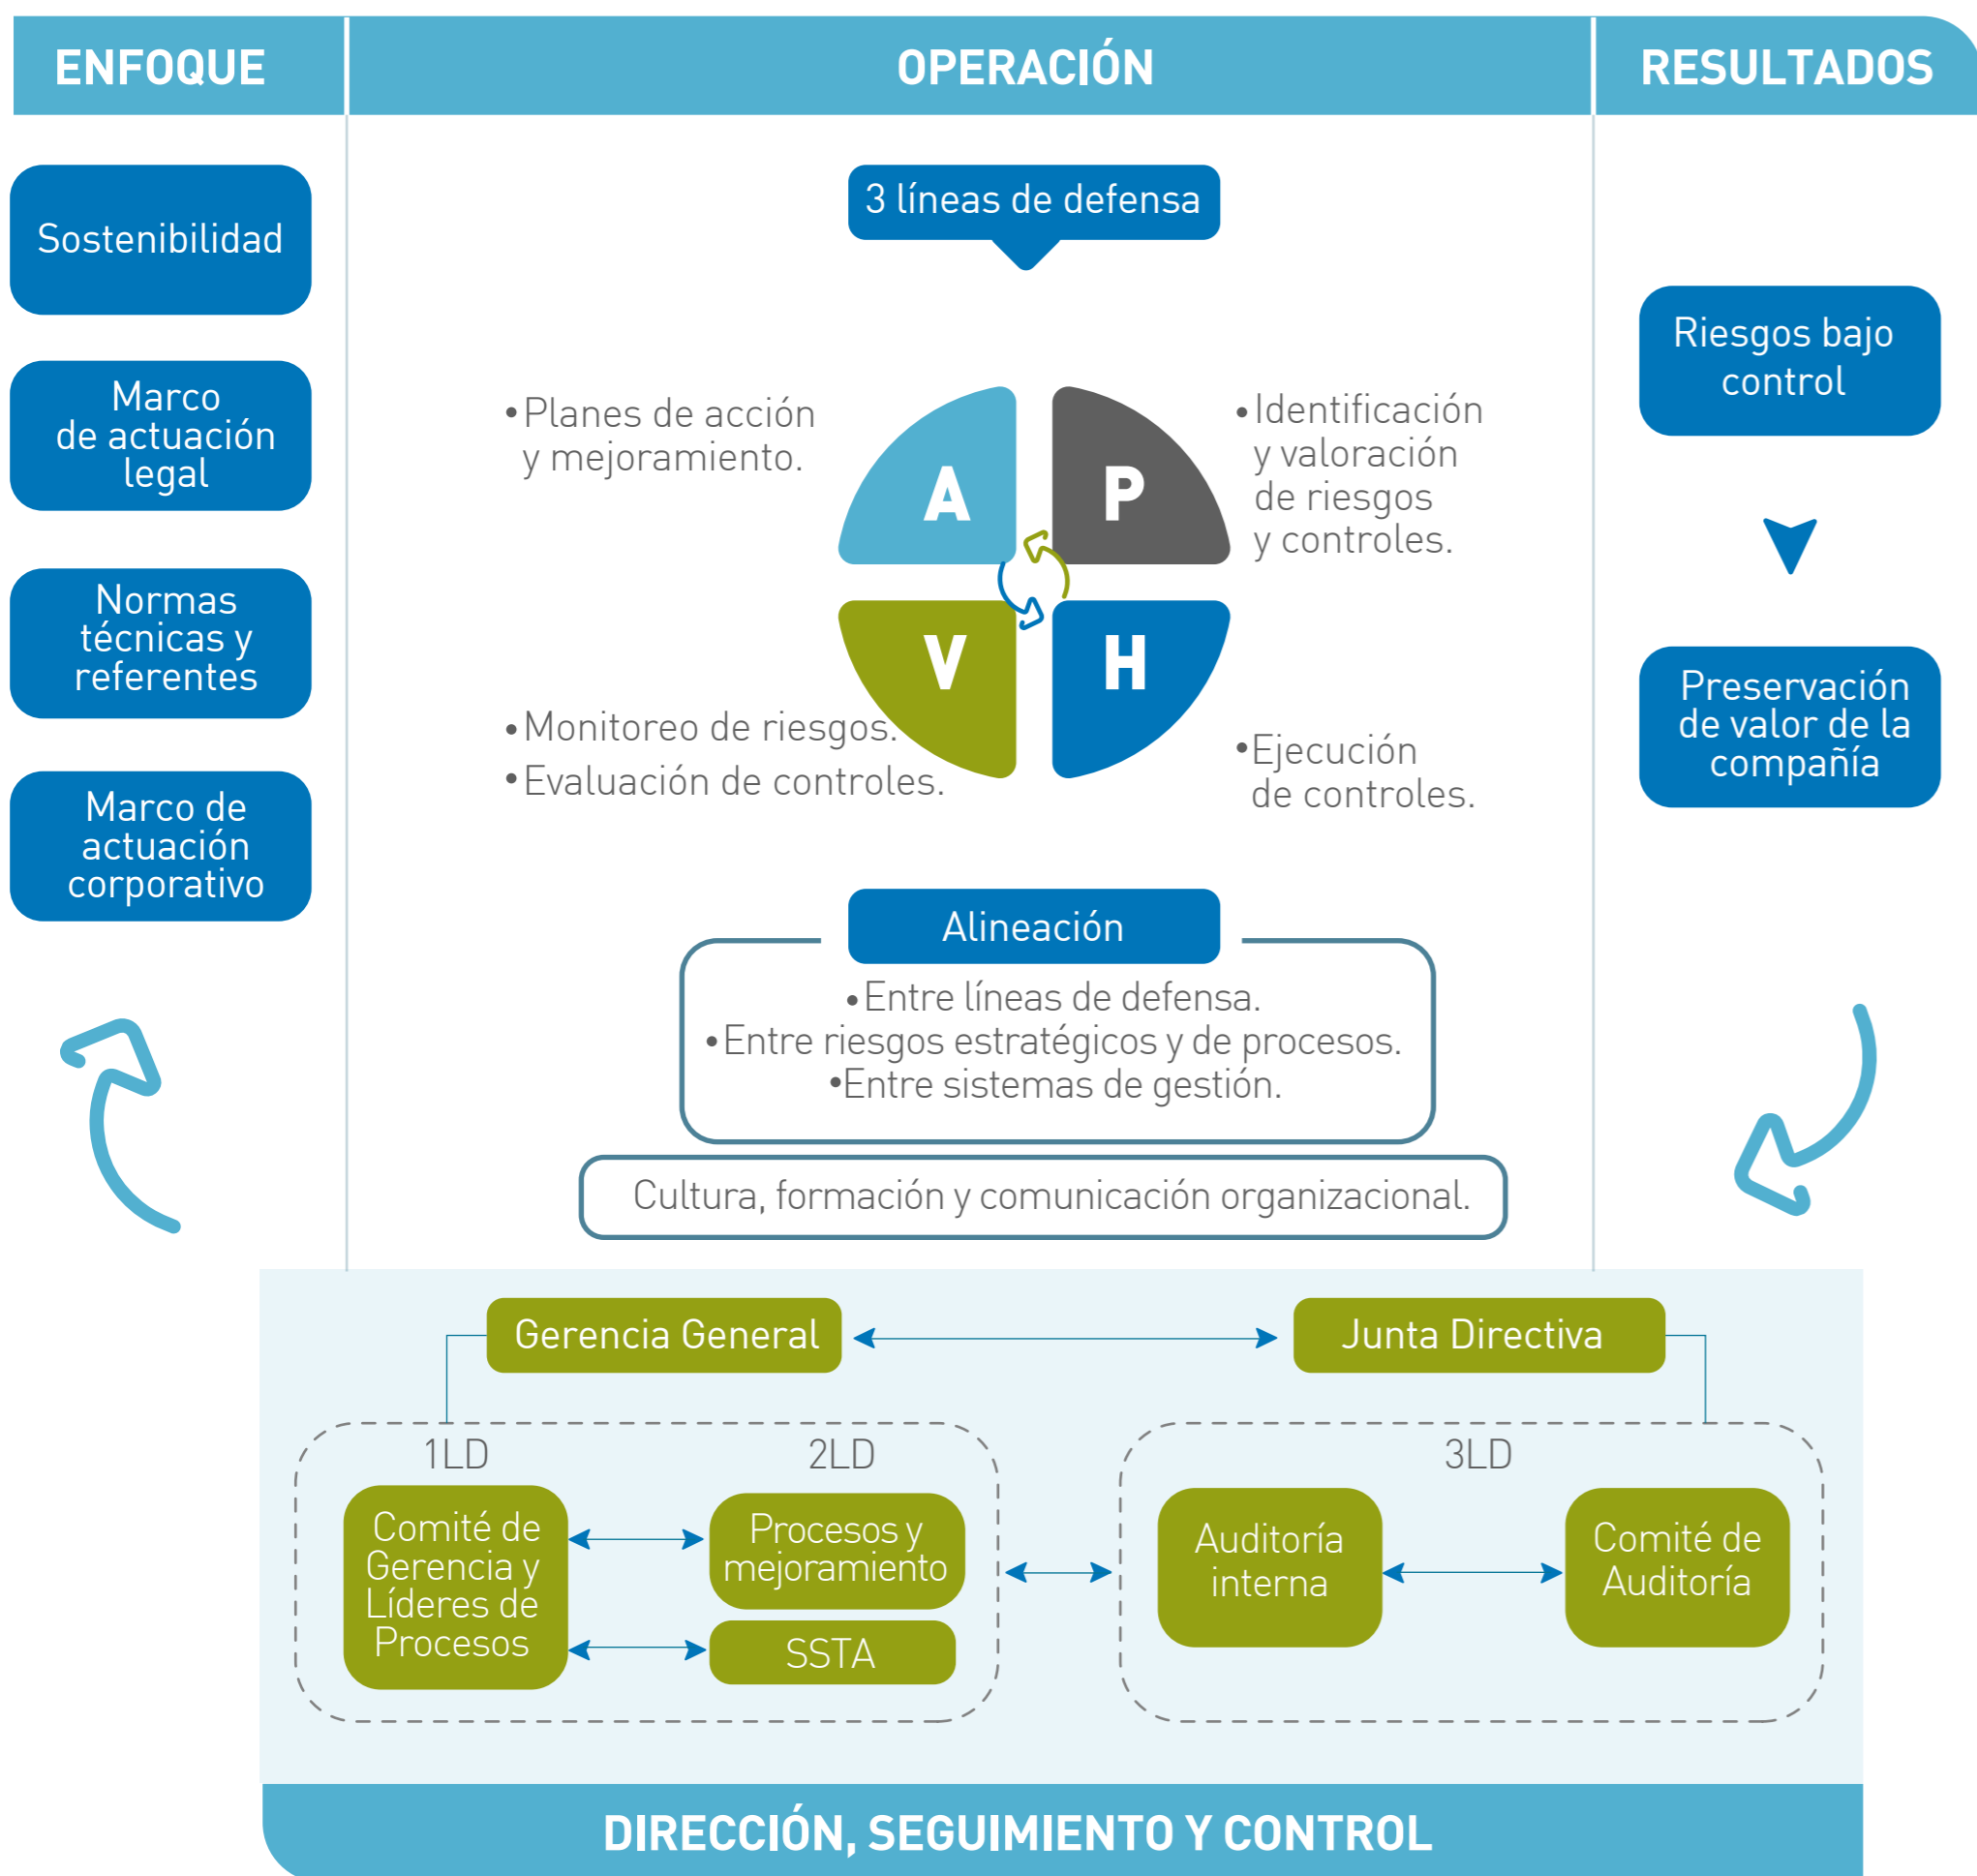 ENFOQUE
OPERACIÓN
RESULTADOS
Sostenibilidad
Marco
de actuación
legal
Normas
técnicas y
referentes
Marco de
actuación
corporativo
3 líneas de defensa
•Planes de acción
y mejoramiento.
A
P
•Identificación
y valoración
de riesgos
y controles.
V
H
•Monitoreo de riesgos.
•Evaluación de controles.
•Ejecución
de controles.
Alineación
•Entre líneas de defensa.
•Entre riesgos estratégicos y de procesos.
•Entre sistemas de gestión.
Cultura, formación y comunicación organizacional.
Riesgos bajo
control
Preservación
de valor de la
compañía
Gerencia General
Junta Directiva
1LD
2LD
3LD
Comité de
Gerencia y
Líderes de
Procesos
Procesos y
mejoramiento
SSTA
Auditoría
interna
Comité de
Auditoría
DIRECCIÓN, SEGUIMIENTO Y CONTROL